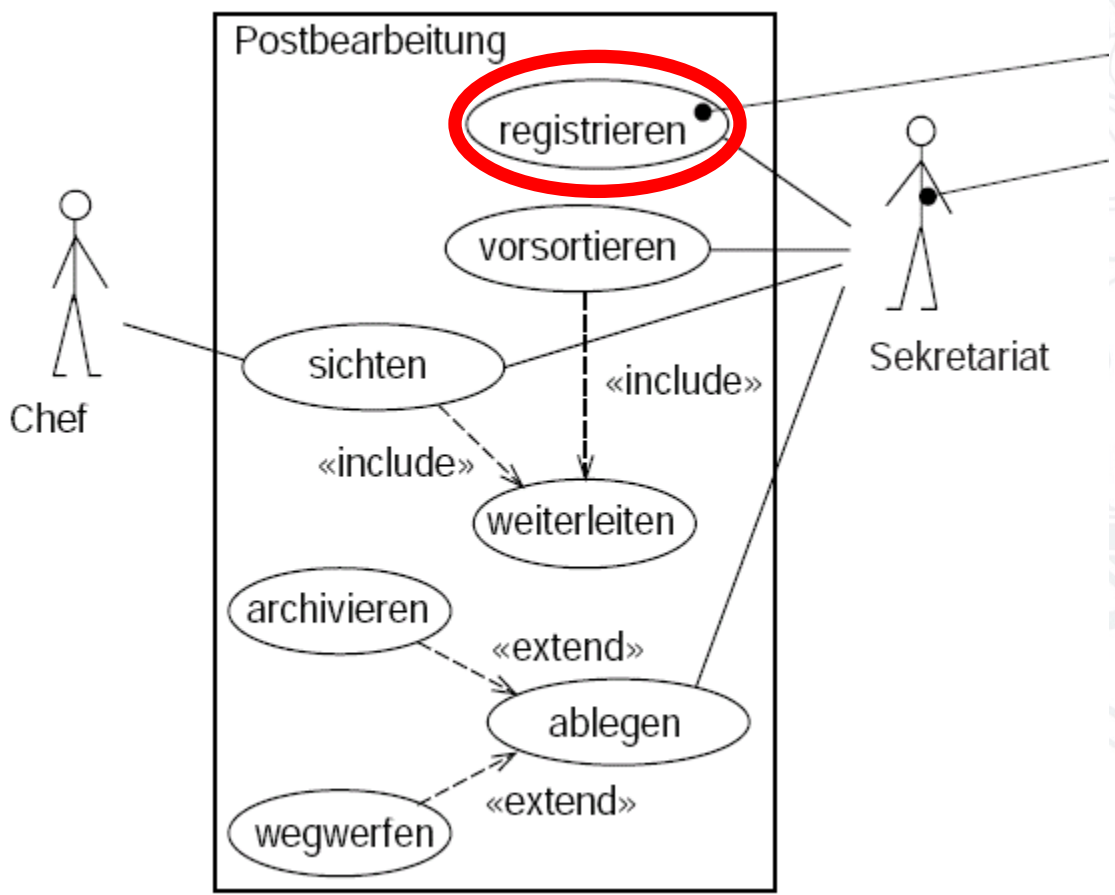 Postbearbeitung
registrieren
vorsortieren
sichten
«include»
Sekretariat
Chef
«include»
weiterleiten
archivieren
«extend»
ablegen
«extend»
wegwerfen